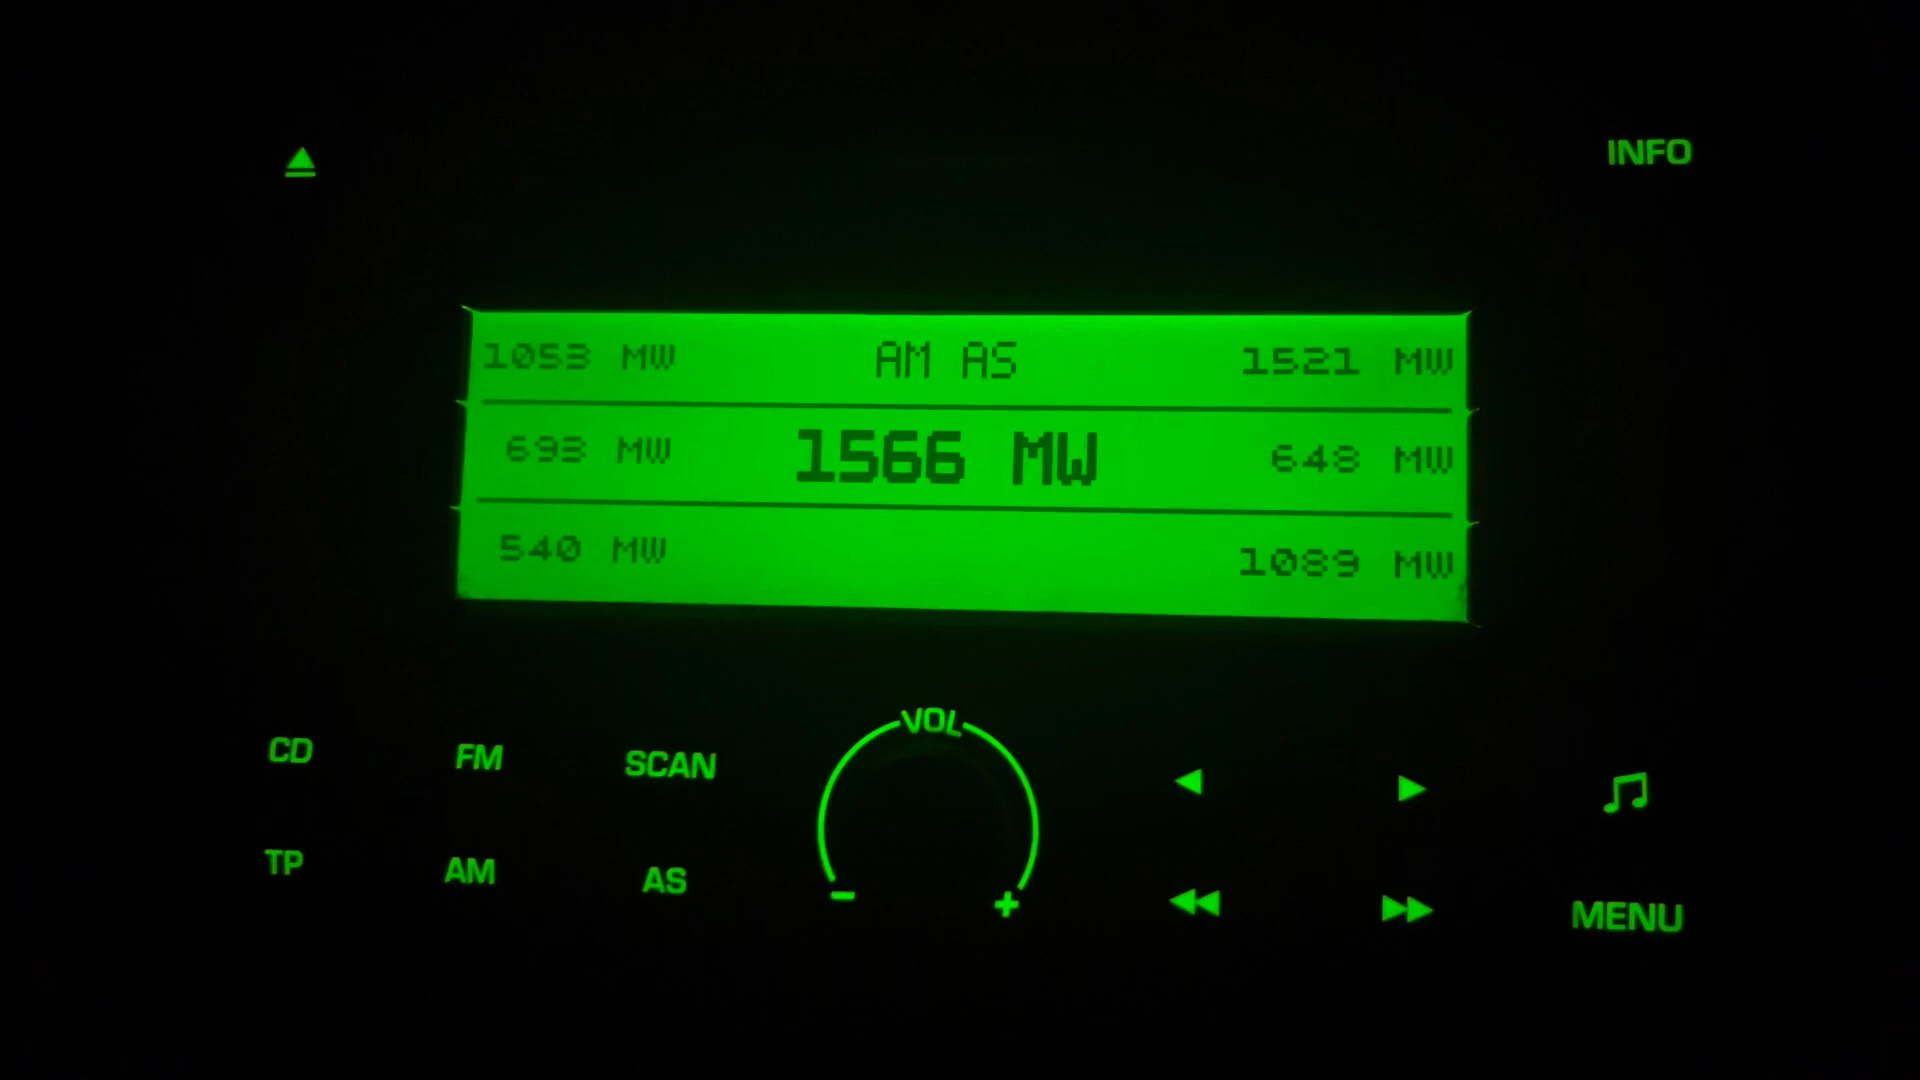 INFO
1053 MW AM AS 1521 MW
693 MW 1566 MW 648 MW
540 MW 1089 MW
VOL
CD FM SCAN
TP AM AS
- +
MENU